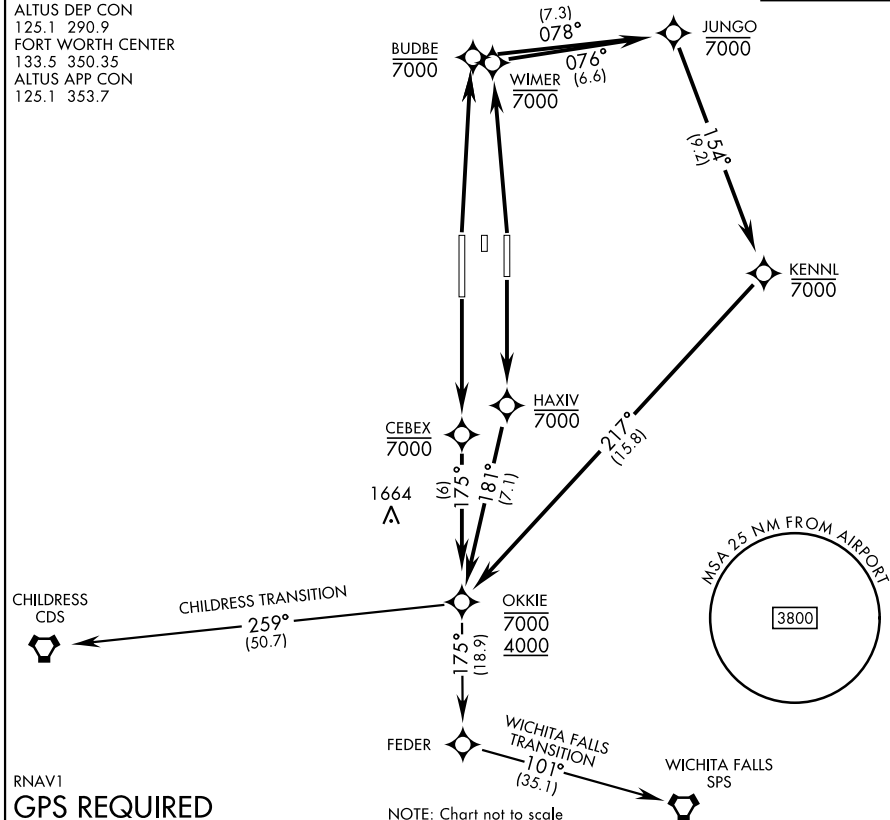 ALTUS DEP CON
125.1 290.9
FORT WORTH CENTER
133.5 350.35
ALTUS APP CON
125.1 353.7
(7.3)
078°
JUNGO
7000
BUDBE
7000
076°
(6.6)
WIMER
7000
154°
(9.2)
KENNL
7000
HAXIV
7000
CEBEX
7000
217°
(15.8)
1664
(6)
175°
181°
(7.1)
MSA 25 NM FROM AIRPORT
3800
CHILDRESS
CDS
CHILDRESS TRANSITION
259°
(50.7)
OKKIE
7000
4000
175°
(18.9)
FEDER
WICHITA FALLS
TRANSITION
101°
(35.1)
WICHITA FALLS
SPS
RNAV1
GPS REQUIRED
NOTE: Chart not to scale